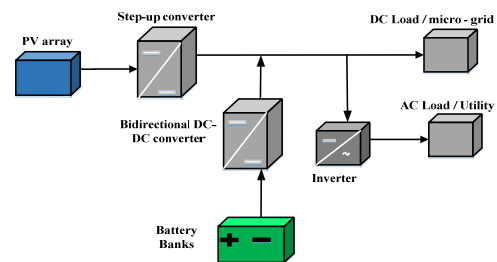 Step-up converter
DC Load / micro - grid
PV array
AC Load / Utility
Bidirectional DC-
DC converter
~
Inverter
Battery
Banks
+ -